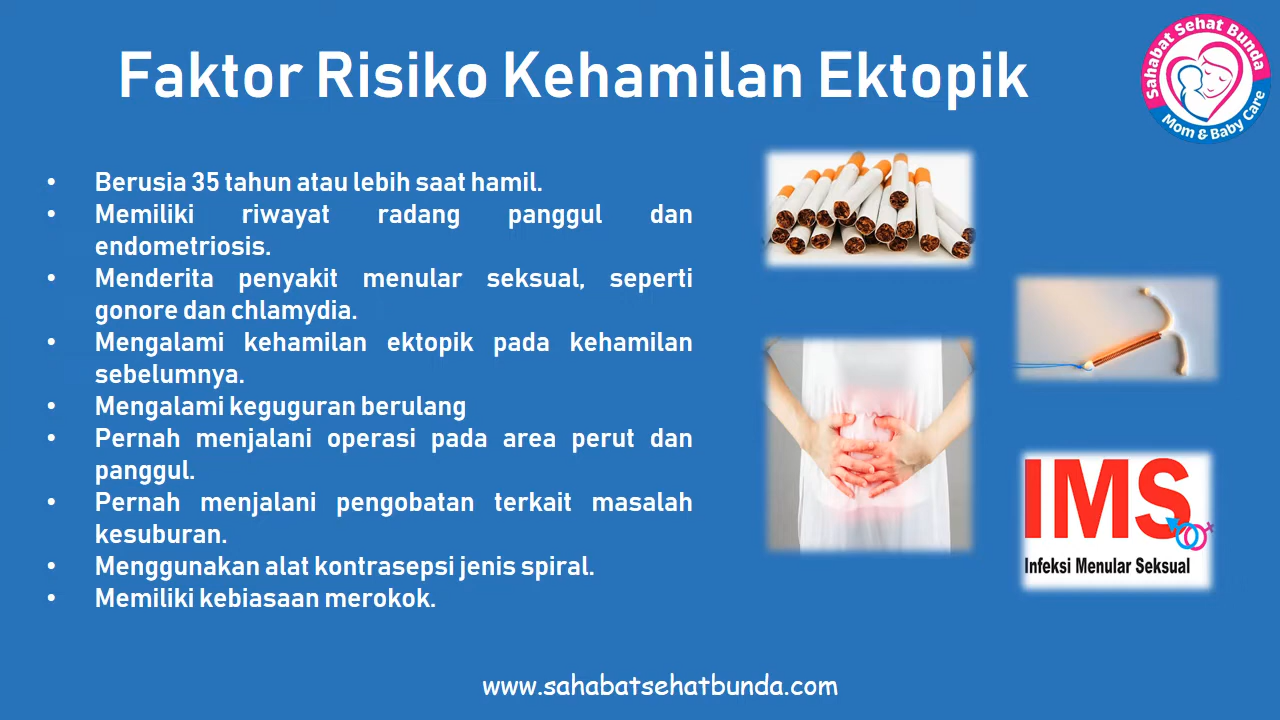 Faktor Risiko Kehamilan Ektopik
Sahabat Sehat Bunda
Mom & Baby Care
• Berusia 35 tahun atau lebih saat hamil.
• Memiliki riwayat radang panggul dan
endometriosis.
• Menderita penyakit menular seksual, seperti
gonore dan chlamydia.
• Mengalami kehamilan ektopik pada kehamilan
sebelumnya.
• Mengalami keguguran berulang
• Pernah menjalani operasi pada area perut dan
panggul.
• Pernah menjalani pengobatan terkait masalah
kesuburan.
• Menggunakan alat kontrasepsi jenis spiral.
• Memiliki kebiasaan merokok.
IMS
Infeksi Menular Seksual
www.sahabatsehatbunda.com